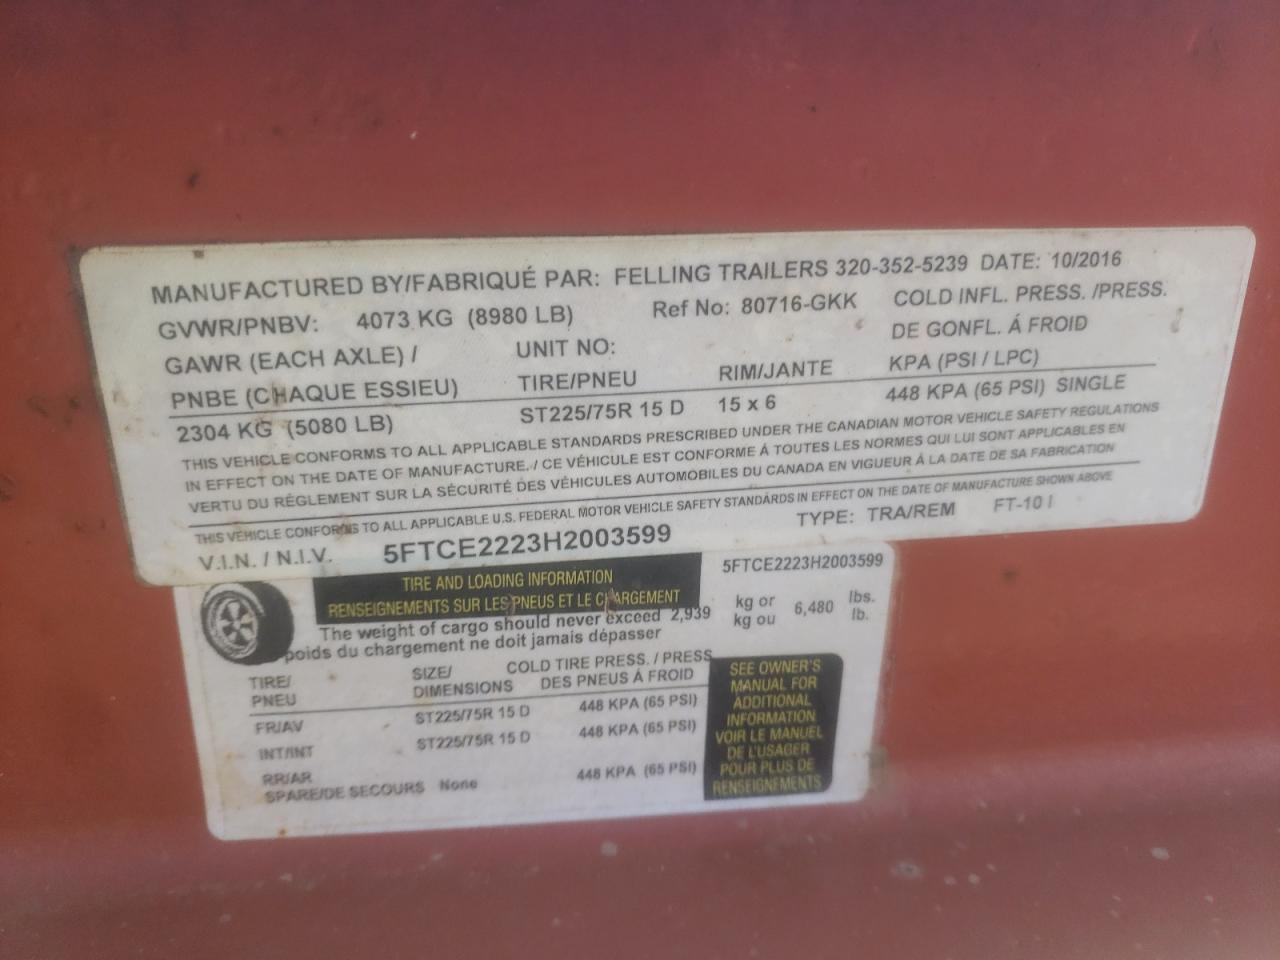 MANUFACTURED BY/FABRIQUÉ PAR: FELLING TRAILERS 320-352-5239 DATE: 10/2016
GVWR/PNBV: 4073 KG (8980 LB) Ref No: 80716-GKK COLD INFL. PRESS. /PRESS.
DE GONFL. Á FROID
GAWR (EACH AXLE) / UNIT NO:
PNBE (CHAQUE ESSIEU) TIRE/PNEU RIM/JANTE KPA (PSI / LPC)
2304 KG (5080 LB) ST225/75R 15 D 15 x 6 448 KPA (65 PSI) SINGLE
THIS VEHICLE CONFORMS TO ALL APPLICABLE STANDARDS PRESCRIBED UNDER THE CANADIAN MOTOR VEHICLE SAFETY REGULATIONS
IN EFFECT ON THE DATE OF MANUFACTURE. / CE VÉHICULE EST CONFORME Á TOUTES LES NORMES QUI LUI SONT APPLICABLES EN
VERTU DU RÉGLEMENT SUR LA SÉCURITÉ DES VÉHICULES AUTOMOBILES DU CANADA EN VIGUEUR Á LA DATE DE SA FABRICATION
THIS VEHICLE CONFORMS TO ALL APPLICABLE U.S. FEDERAL MOTOR VEHICLE SAFETY STANDARDS IN EFFECT ON THE DATE OF MANUFACTURE SHOWN ABOVE
V.I.N. / N.I.V. 5FTCE2223H2003599 TYPE: TRA/REM FT-10 I
TIRE AND LOADING INFORMATION 5FTCE2223H2003599
RENSEIGNEMENTS SUR LES PNEUS ET LE CHARGEMENT
The weight of cargo should never exceed 2,939 kg or 6,480 lbs.
poids du chargement ne doit jamais dépasser kg ou lb.
TIRE/ SIZE/ COLD TIRE PRESS. / PRESS
PNEU DIMENSIONS DES PNEUS Á FROID
FR/AV ST225/75R 15 D 448 KPA (65 PSI)
INT/INT ST225/75R 15 D 448 KPA (65 PSI)
RR/AR
SPARE/DE SECOURS None 448 KPA (65 PSI)
SEE OWNER'S
MANUAL FOR
ADDITIONAL
INFORMATION
VOIR LE MANUEL
DE L'USAGER
POUR PLUS DE
RENSEIGNEMENTS